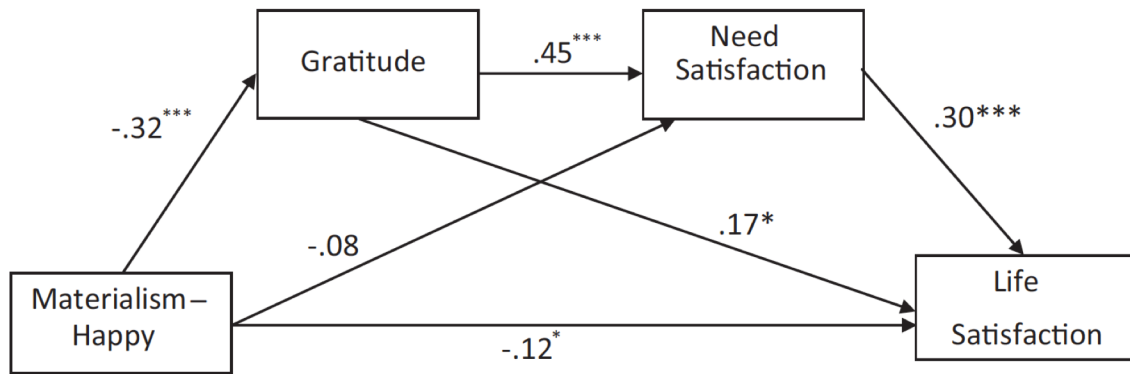 Need
Satisfaction
Gratitude
.45***
-.32***
.30***
.17*
-.08
Materialism–
Happy
Life
Satisfaction
-.12*